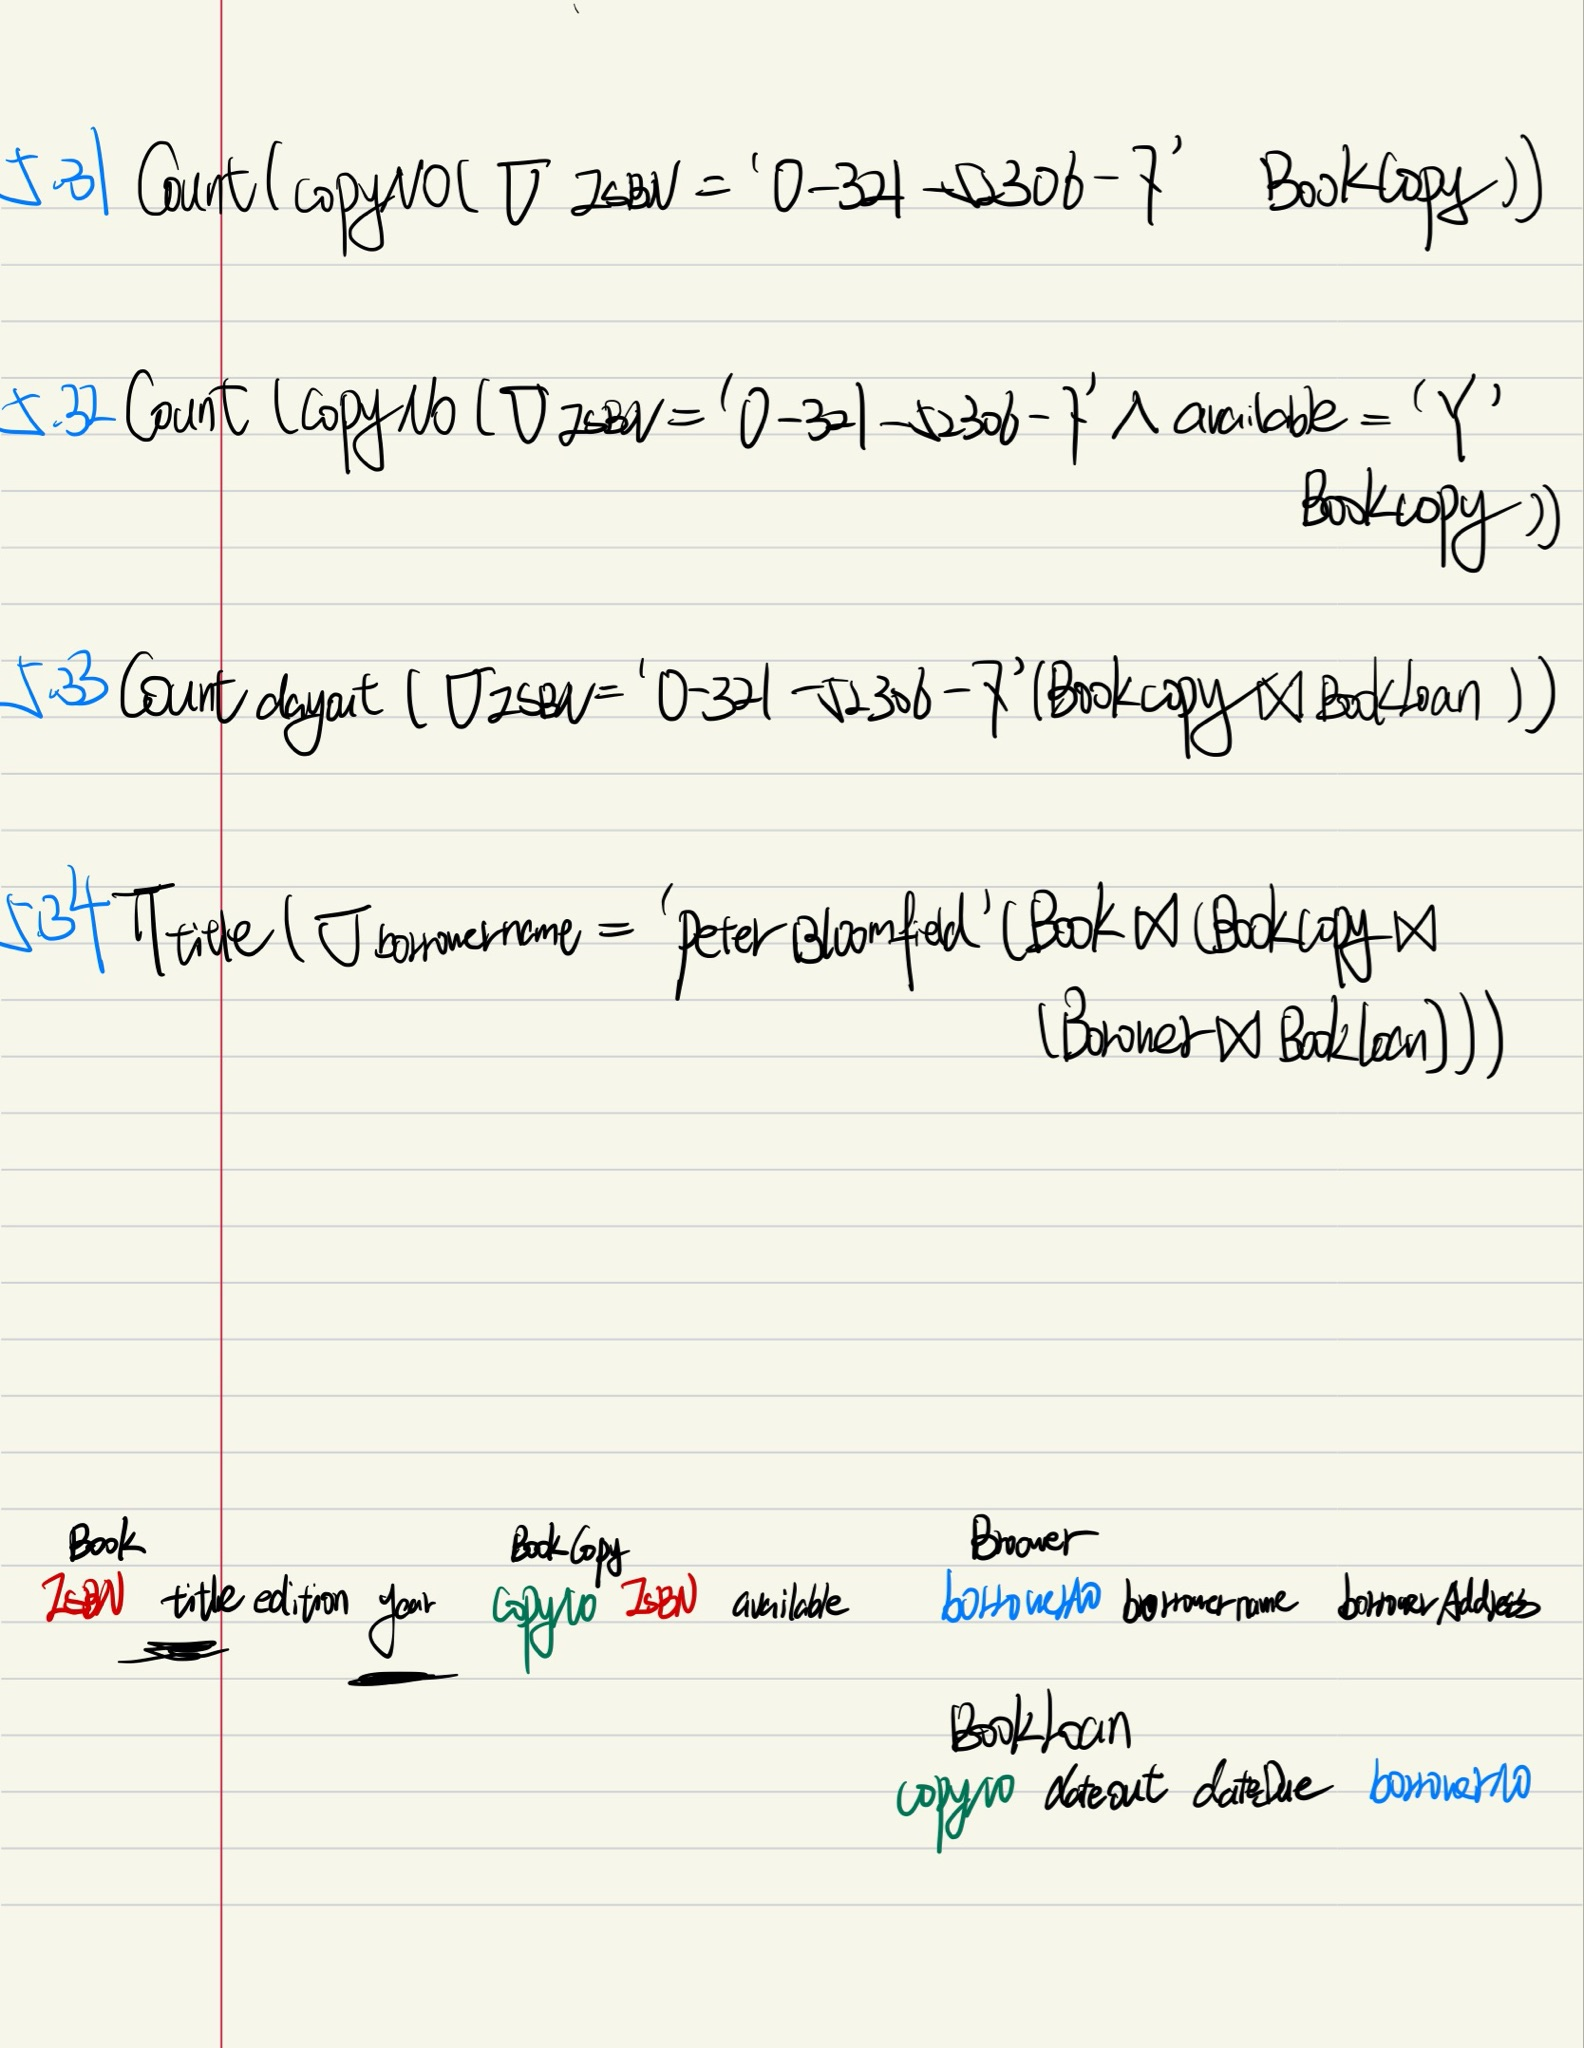 5.31 Count(copyNO(σ ISBN = '0-321-52306-7' BookCopy))
5.32 Count (CopyNo (σ ISBN = '0-321-52306-7' ∧ available = 'Y'
Bookcopy))
5.33 Count dayout (σ ISBN = '0-321-52306-7' (Bookcopy ⋈ BookLoan))
5.34 Π title (σ borrowername = 'peter Bloomfield' (Book ⋈ (Bookcopy ⋈
(Borower ⋈ Bookloan)))
Book BookCopy Broower
ISBN title edition year copyNO ISBN available borrowerNo borrowername borrowerAddress
BookLoan
copyNO dateout dateDue borrowerNO